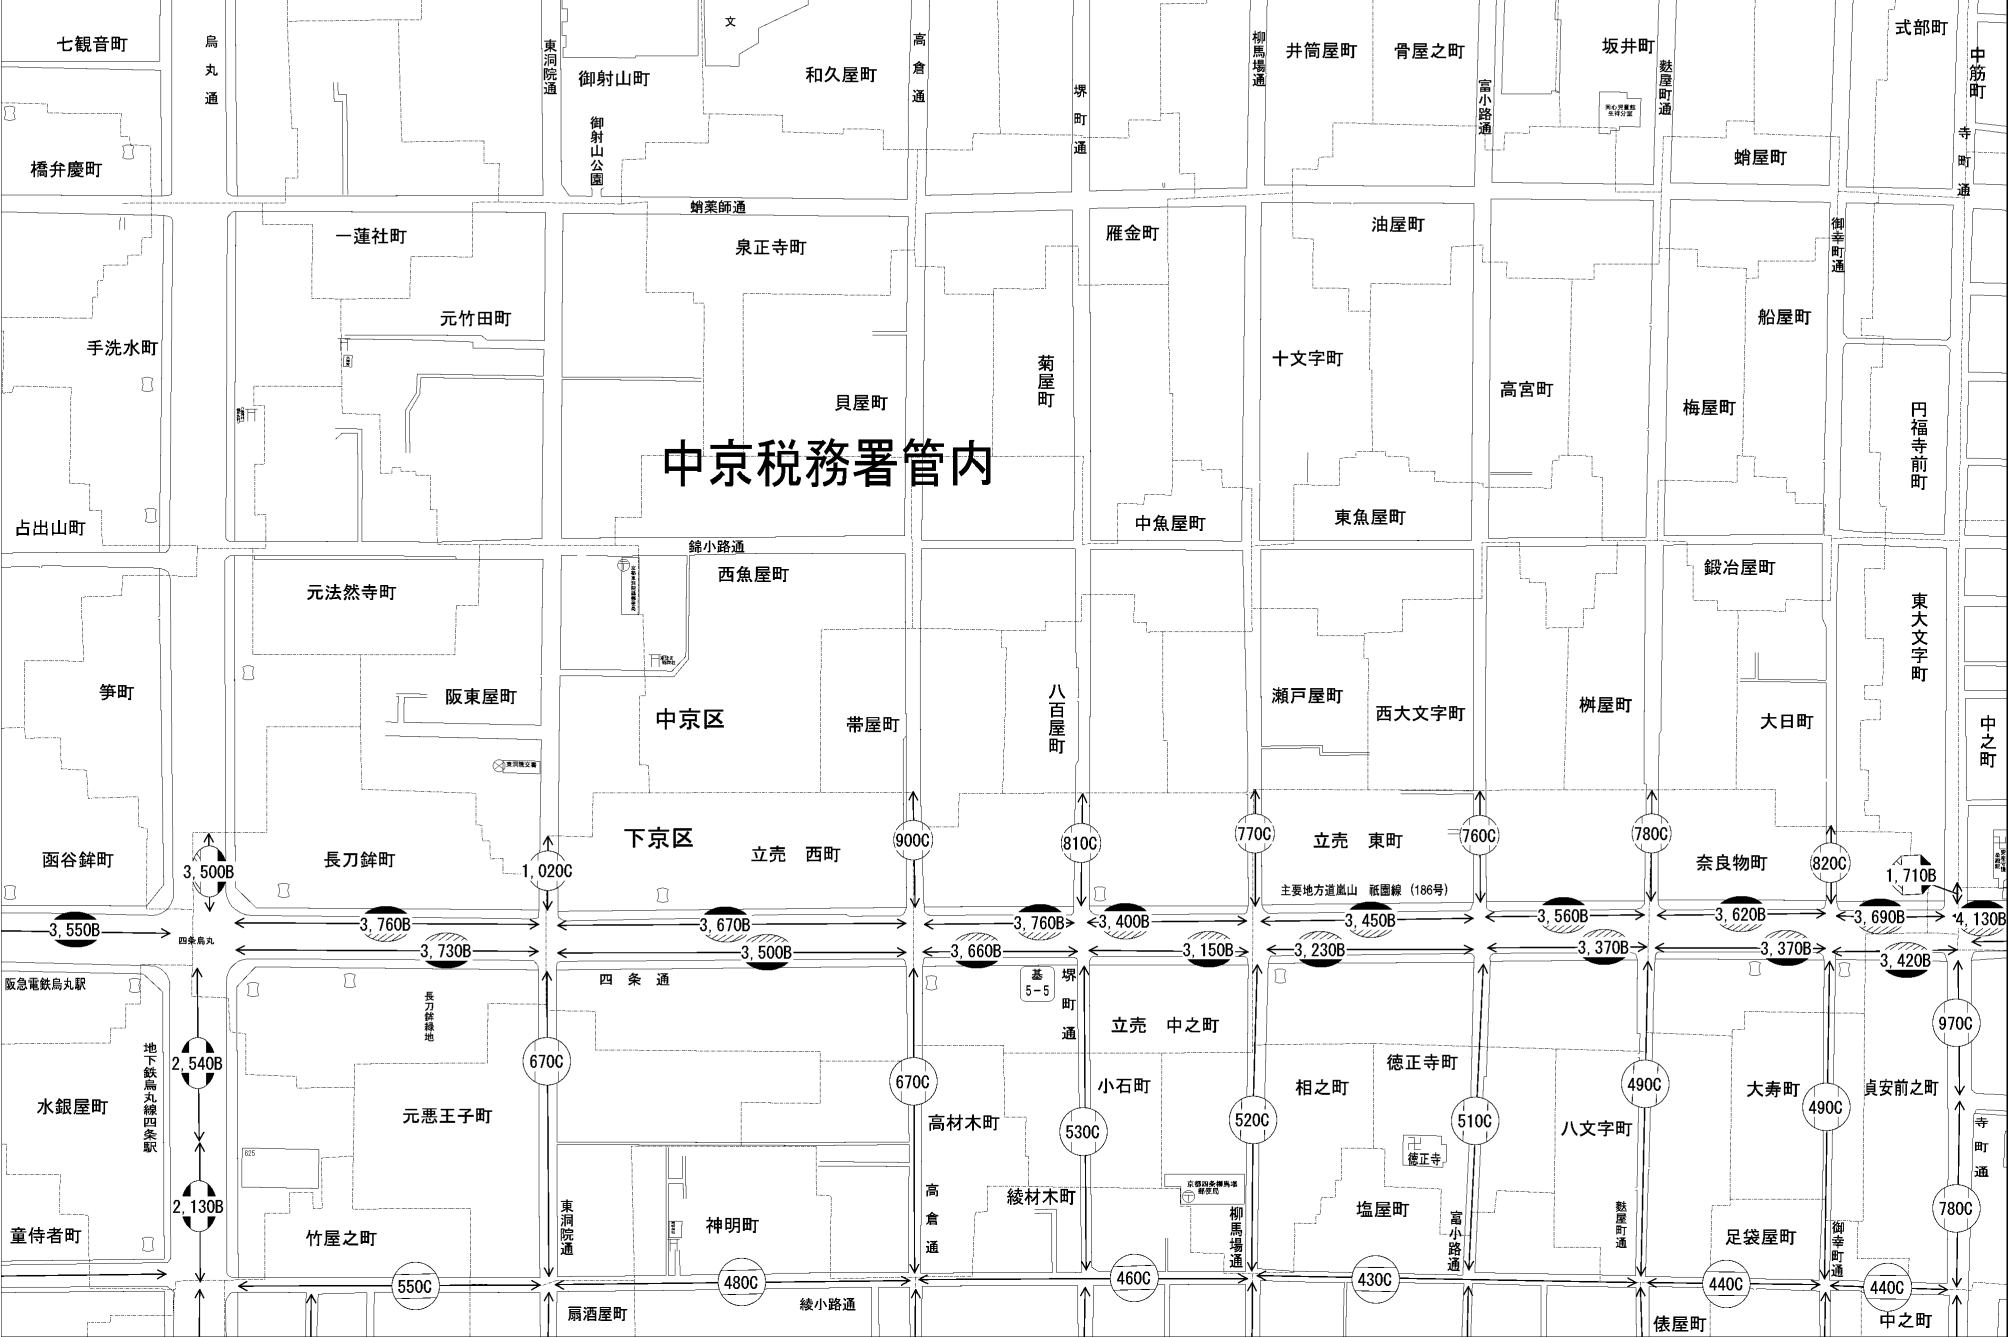 七観音町
烏丸通
東洞院通
御射山町
文
和久屋町
高倉通
堺町通
柳馬場通
井筒屋町
骨屋之町
富小路通
坂井町
麩屋町通
式部町
中筋町
寺町通
橋弁慶町
御射山公園
蛸屋町
蛸薬師通
一蓮社町
泉正寺町
雁金町
油屋町
御幸町通
手洗水町
元竹田町
貝屋町
菊屋町
十文字町
高宮町
梅屋町
船屋町
円福寺前町
中京税務署管内
占出山町
中魚屋町
東魚屋町
錦小路通
元法然寺町
西魚屋町
鍛冶屋町
東大文字町
笋町
阪東屋町
中京区
帯屋町
八百屋町
瀬戸屋町
西大文字町
桝屋町
大日町
中之町
東洞院交番
函谷鉾町
長刀鉾町
下京区
立売 西町
立売 東町
奈良物町
3,500B
1,020C
900C
810C
770C
760C
780C
820C
1,710B
主要地方道嵐山 祇園線(186号)
3,550B
3,760B
3,670B
3,760B
3,400B
3,450B
3,560B
3,620B
3,690B
4,130B
四条烏丸
3,730B
3,500B
3,660B
3,150B
3,230B
3,370B
3,370B
3,420B
四条通
阪急電鉄烏丸駅
長刀鉾緑地
基
5-5
堺町通
立売 中之町
地下鉄烏丸線四条駅
2,540B
670C
670C
530C
520C
510C
490C
490C
970C
水銀屋町
元悪王子町
高材木町
小石町
相之町
徳正寺町
八文字町
大寿町
貞安前之町
徳正寺
625
2,130B
780C
寺町通
童侍者町
竹屋之町
東洞院通
神明町
高倉通
綾材木町
京都四条柳馬場
郵便局
柳馬場通
塩屋町
富小路通
麩屋町通
足袋屋町
御幸町通
550C
480C
460C
430C
440C
440C
扇酒屋町
綾小路通
俵屋町
中之町